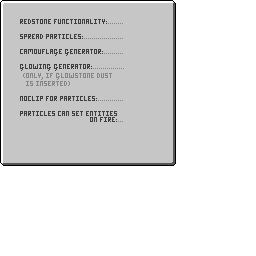 REDSTONE FUNCTIONALITY:........
SPREAD PARTICLES:...................
CAMOUFLAGE GENERATOR:..........
GLOWING GENERATOR:...............
(ONLY, IF GLOWSTONE DUST
IS INSERTED)
NOCLIP FOR PARTICLES:............
PARTICLES CAN SET ENTITIES
ON FIRE:...